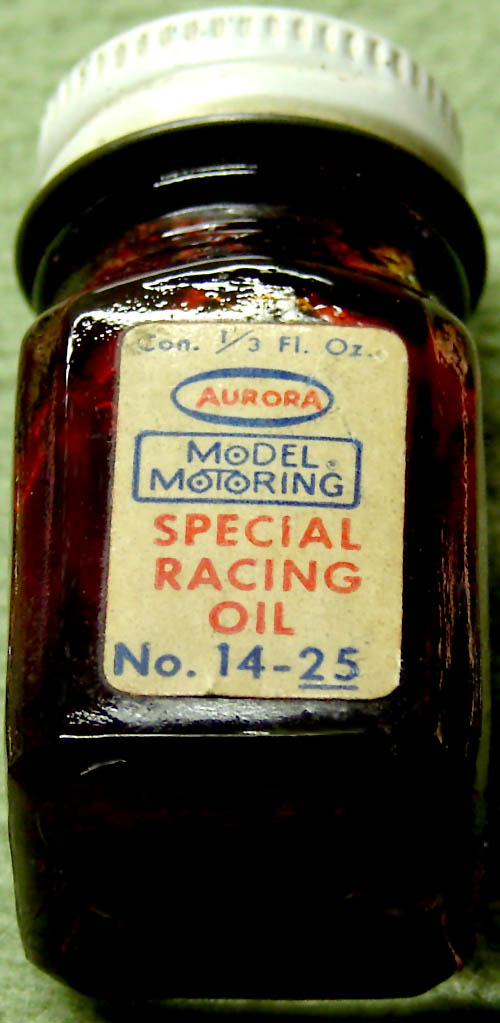 Con. 1/3 Fl. Oz.
AURORA
MODEL
MOTORING®
SPECIAL
RACING
OIL
No. 14-25